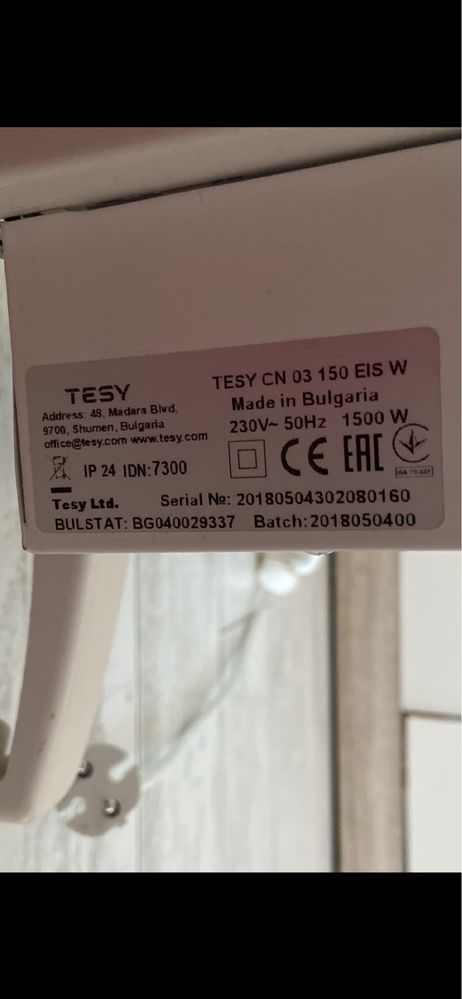 TESY
Address: 48, Madara Blvd.
9700, Shumen, Bulgaria
office@tesy.com www.tesy.com
TESY CN 03 150 EIS W
Made in Bulgaria
230V~ 50Hz 1500 W
IP 24 IDN:7300
CE EAC
Tesy Ltd.
Serial №: 20180504302080160
BULSTAT: BG040029337 Batch: 2018050400